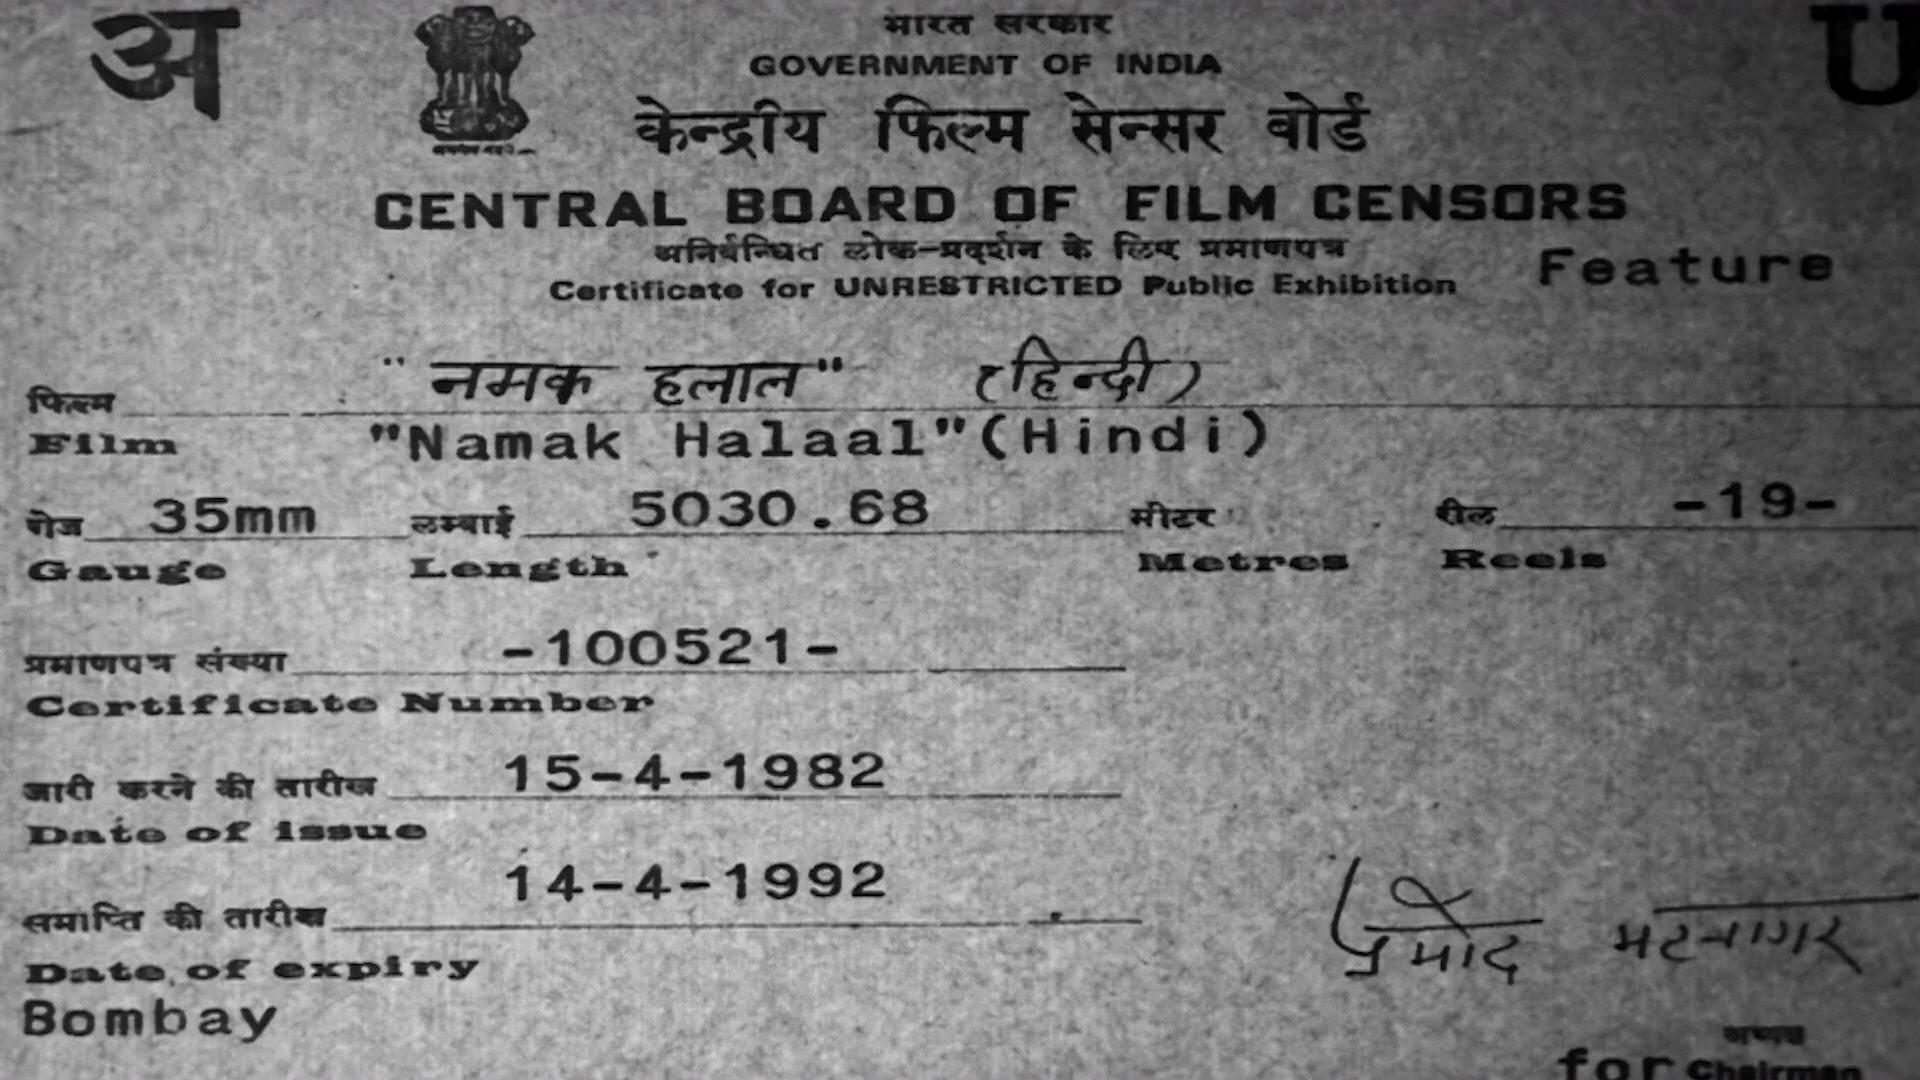 अ
U
भारत सरकार
GOVERNMENT OF INDIA
केन्द्रीय फिल्म सेन्सर बोर्ड
CENTRAL BOARD OF FILM CENSORS
अनिर्बन्धित लोक-प्रदर्शन के लिए प्रमाणपत्र
Certificate for UNRESTRICTED Public Exhibition
Feature
फिल्म "नमक हलाल" (हिन्दी)
Film "Namak Halaal"(Hindi)
गेज 35mm लम्बाई 5030.68 मीटर रील -19-
Gauge Length Metres Reels
प्रमाणपत्र संख्या -100521-
Certificate Number
जारी करने की तारीख 15-4-1982
Date of issue
समाप्ति की तारीख 14-4-1992
Date of expiry
Bombay
प्रमोद भटनागर
अध्यक्ष
for Chairman